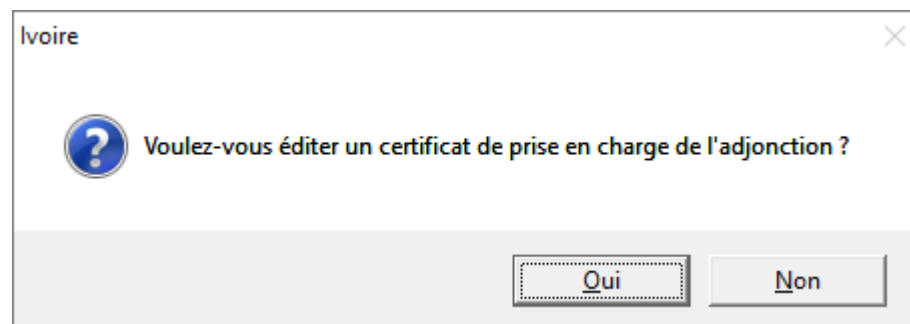 Ivoire
Voulez-vous éditer un certificat de prise en charge de l'adjonction ?
Oui
Non